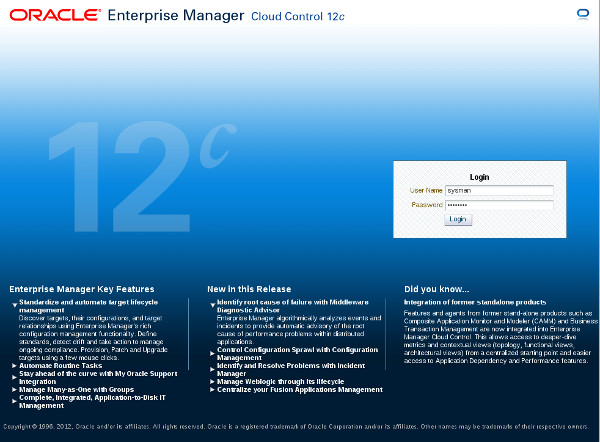 ORACLE® Enterprise Manager Cloud Control 12c
12c
Login
User Name sysman
Password ••••••••
Login
Enterprise Manager Key Features
Standardize and automate target lifecycle
management
Discover targets, their configurations, and target
relationships using Enterprise Manager's rich
configuration management functionality. Define
standards, detect drift and take action to manage
ongoing compliance. Provision, Patch and Upgrade
targets using a few mouse clicks.
Automate Routine Tasks
Stay ahead of the curve with My Oracle Support
Integration
Manage Many-as-One with Groups
Complete, Integrated, Application-to-Disk IT
Management
New in this Release
Identify root cause of failure with Middleware
Diagnostic Advisor
Enterprise Manager algorithmically analyzes events and
incidents to provide automatic advisory of the root
cause of performance problems within distributed
applications.
Control Configuration Sprawl with Configuration
Management
Identify and Resolve Problems with Incident
Manager
Manage Weblogic through its lifecycle
Centralize your Fusion Applications Management
Did you know...
Integration of former standalone products
Features and agents from former stand-alone products such as
Composite Application Monitor and Modeler (CAMM) and Business
Transaction Management are now integrated into Enterprise
Manager Cloud Control. This allows access to deeper-dive
metrics and contextual views (topology, functional views,
architectural views) from a centralized starting point and easier
access to Application Dependency and Performance features.
Copyright © 1996, 2012, Oracle and/or its affiliates. All rights reserved. Oracle is a registered trademark of Oracle Corporation and/or its affiliates. Other names may be trademarks of their respective owners.